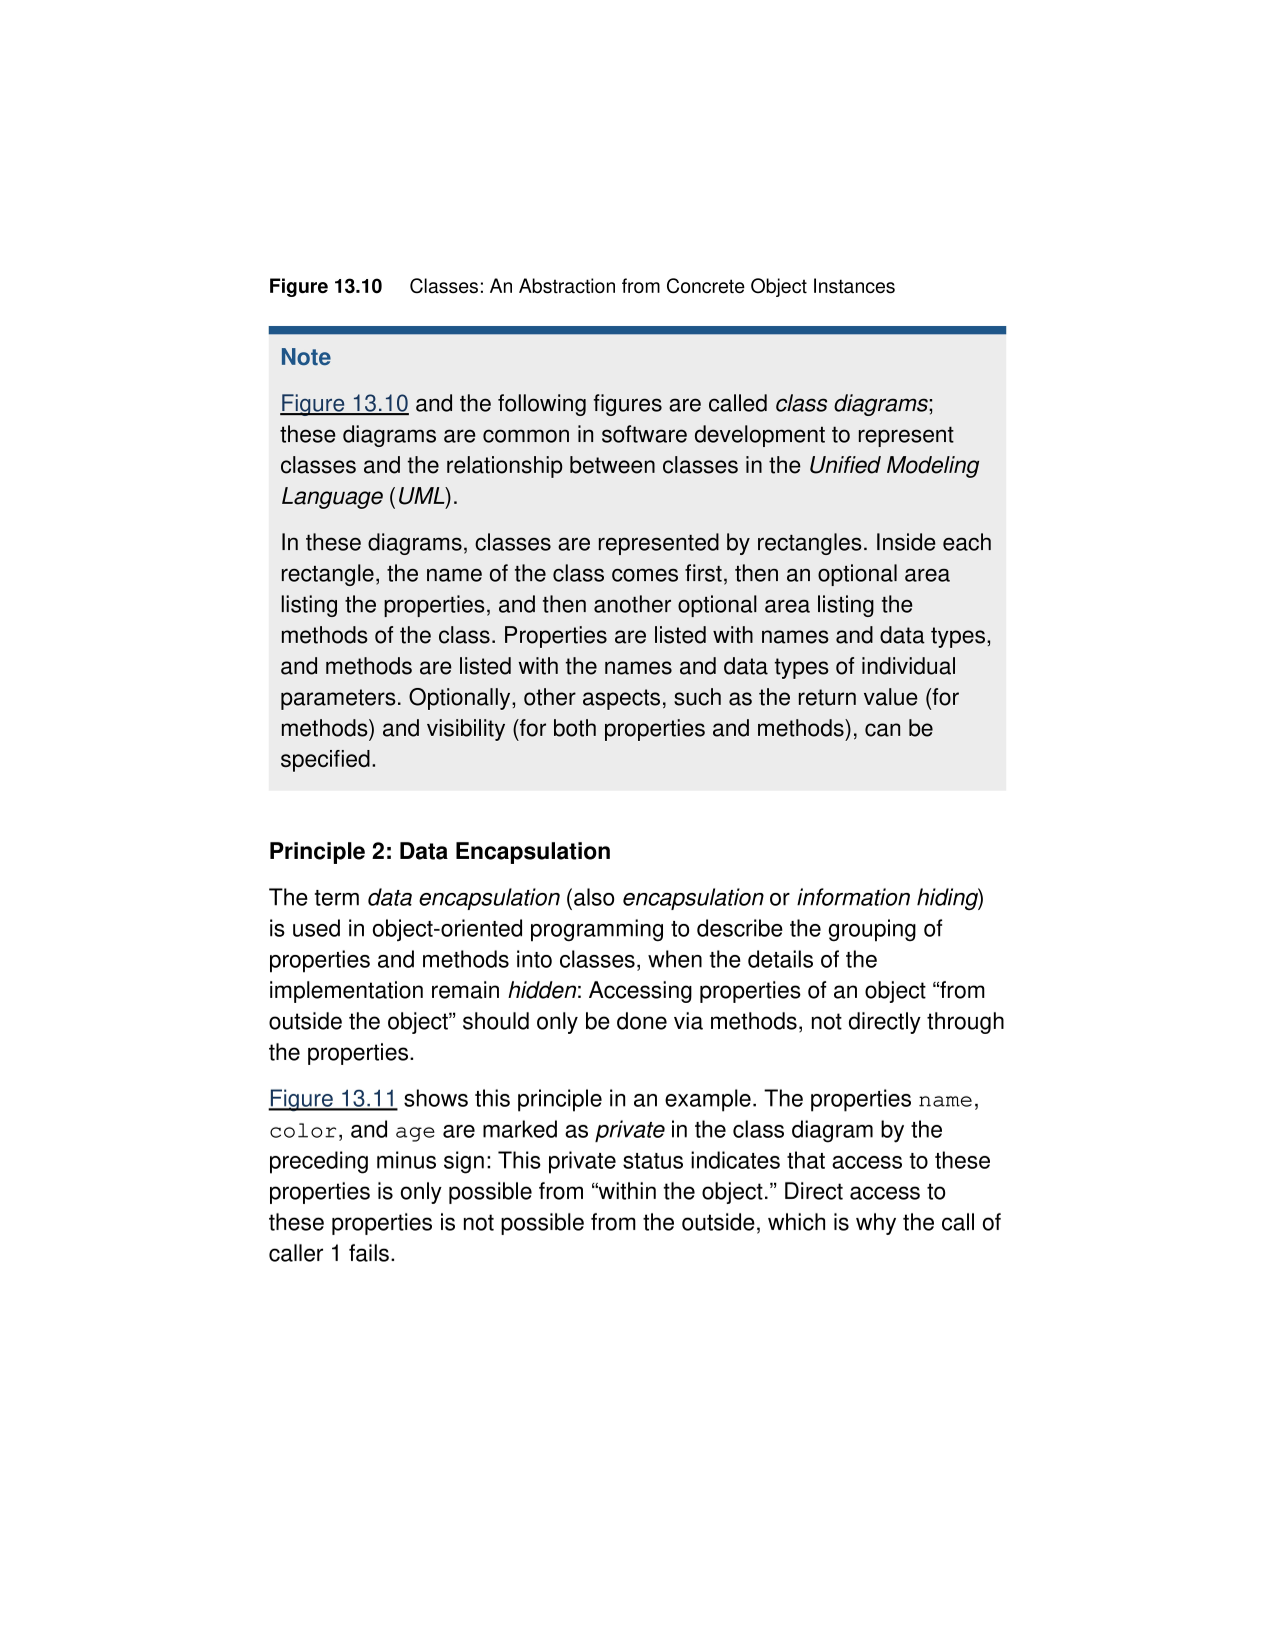 Figure 13.10 Classes: An Abstraction from Concrete Object Instances
Note
Figure 13.10 and the following figures are called class diagrams;
these diagrams are common in software development to represent
classes and the relationship between classes in the Unified Modeling
Language (UML).
In these diagrams, classes are represented by rectangles. Inside each
rectangle, the name of the class comes first, then an optional area
listing the properties, and then another optional area listing the
methods of the class. Properties are listed with names and data types,
and methods are listed with the names and data types of individual
parameters. Optionally, other aspects, such as the return value (for
methods) and visibility (for both properties and methods), can be
specified.
Principle 2: Data Encapsulation
The term data encapsulation (also encapsulation or information hiding)
is used in object-oriented programming to describe the grouping of
properties and methods into classes, when the details of the
implementation remain hidden: Accessing properties of an object “from
outside the object” should only be done via methods, not directly through
the properties.
Figure 13.11 shows this principle in an example. The properties name,
color, and age are marked as private in the class diagram by the
preceding minus sign: This private status indicates that access to these
properties is only possible from “within the object.” Direct access to
these properties is not possible from the outside, which is why the call of
caller 1 fails.